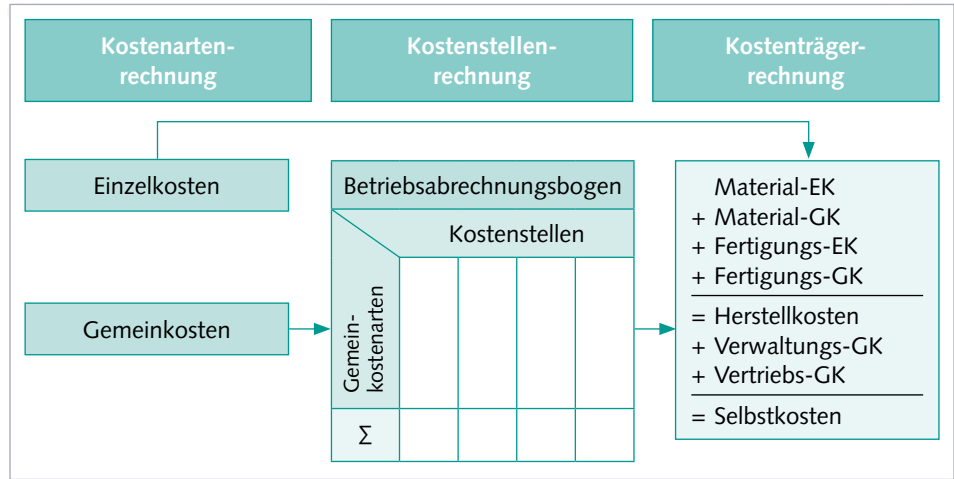 Kostenarten-
rechnung
Kostenstellen-
rechnung
Kostenträger-
rechnung
Einzelkosten
Gemeinkosten
Betriebsabrechnungsbogen
Kostenstellen
Gemein-
kostenarten
Σ
Material-EK
+ Material-GK
+ Fertigungs-EK
+ Fertigungs-GK
= Herstellkosten
+ Verwaltungs-GK
+ Vertriebs-GK
= Selbstkosten